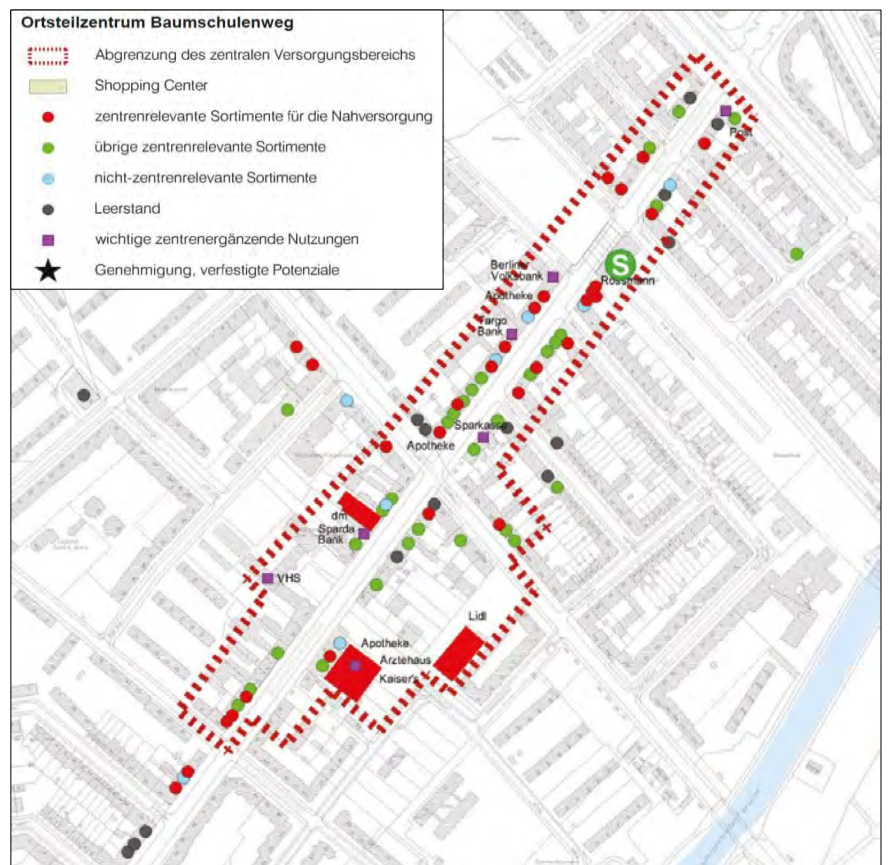 Ortsteilzentrum Baumschulenweg
Abgrenzung des zentralen Versorgungsbereichs
Shopping Center
zentrenrelevante Sortimente für die Nahversorgung
übrige zentrenrelevante Sortimente
nicht-zentrenrelevante Sortimente
Leerstand
wichtige zentrenergänzende Nutzungen
Genehmigung, verfestigte Potenziale
Post
S
Berliner
Volksbank
Rossmann
Apotheke
Targo
Bank
Sparkasse
Apotheke
dm
Sparda
Bank
VHS
Lidl
Apotheke
Ärztehaus
Kaiser's